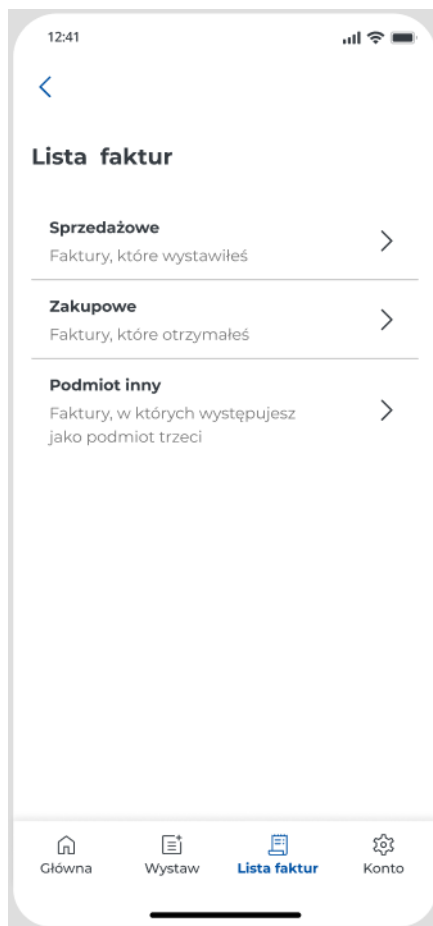 12:41
Lista faktur
Sprzedażowe
Faktury, które wystawiłeś
Zakupowe
Faktury, które otrzymałeś
Podmiot inny
Faktury, w których występujesz
jako podmiot trzeci
Główna
Wystaw
Lista faktur
Konto